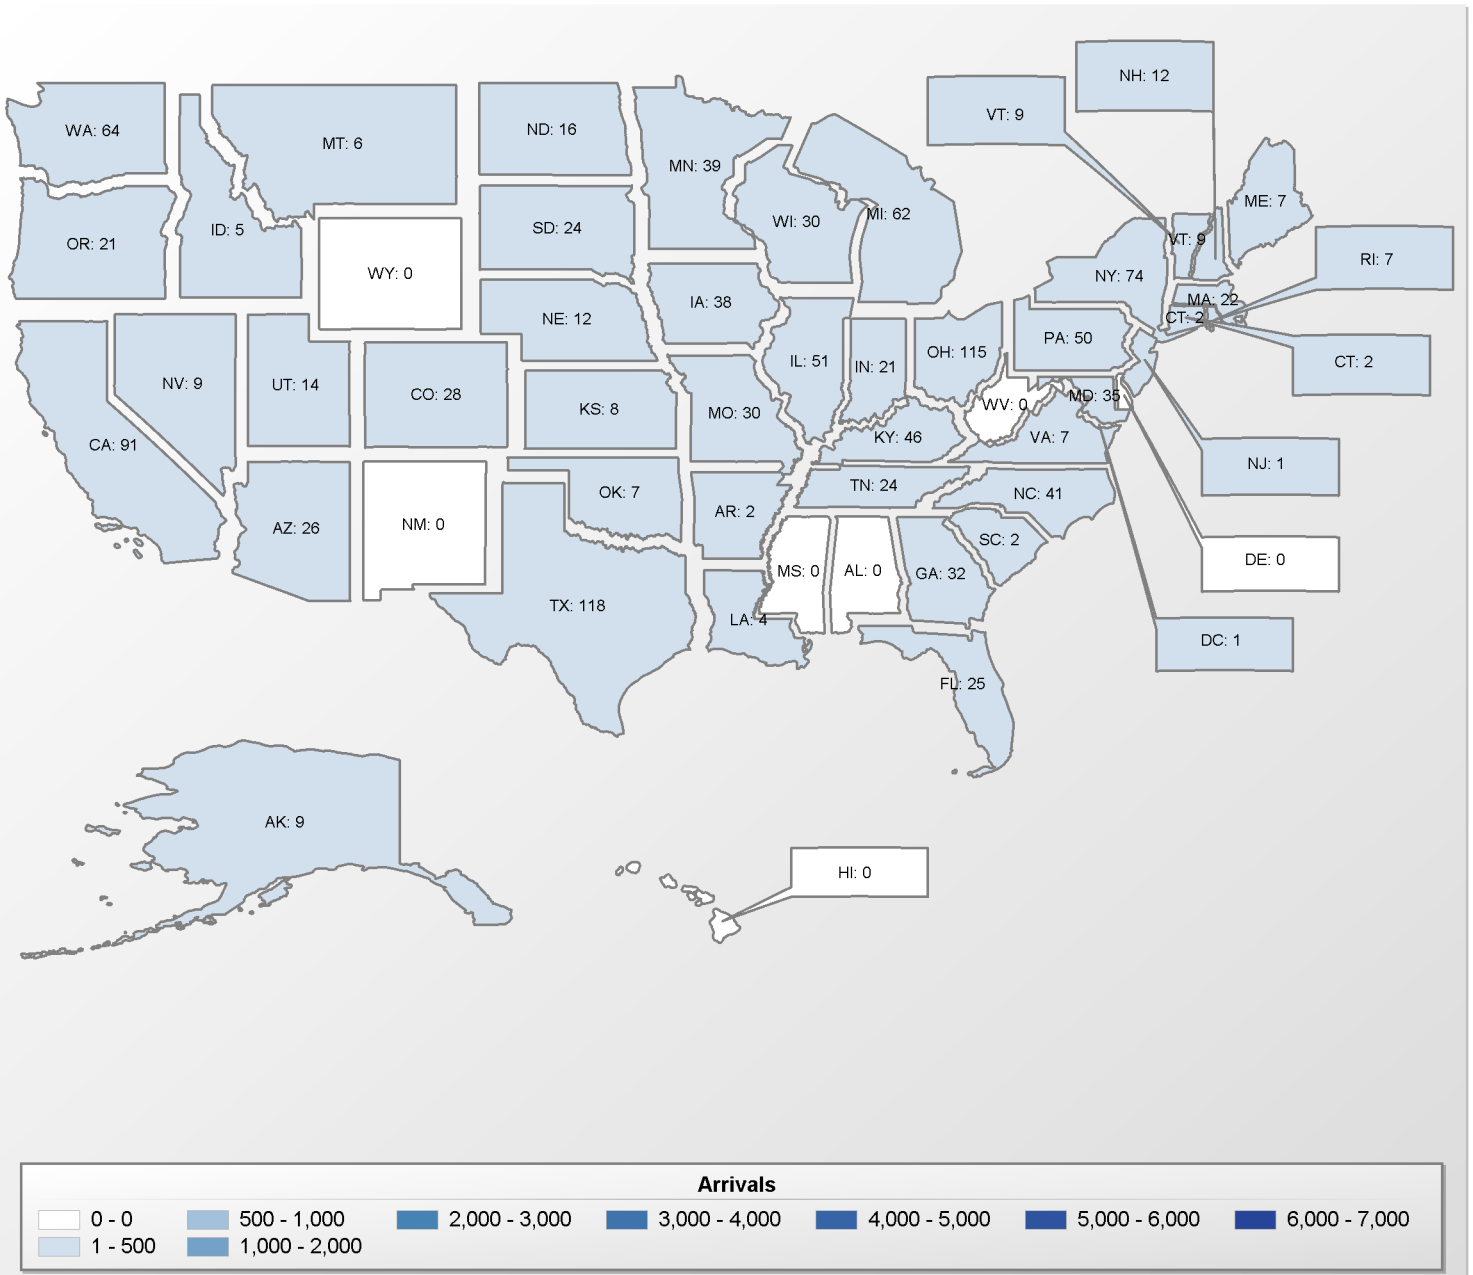 NH: 12
VT: 9
WA: 64
MT: 6
ND: 16
MN: 39
WI: 30
MI: 62
ME: 7
OR: 21
ID: 5
SD: 24
VT: 9
RI: 7
WY: 0
NY: 74
IA: 38
MA: 22
NE: 12
CT: 2
PA: 50
OH: 115
IL: 51
IN: 21
CT: 2
NV: 9
UT: 14
CO: 28
KS: 8
MO: 30
WV: 0
MD: 35
CA: 91
KY: 46
VA: 7
NJ: 1
OK: 7
TN: 24
NC: 41
AZ: 26
NM: 0
AR: 2
SC: 2
DE: 0
MS: 0
AL: 0
GA: 32
TX: 118
LA: 4
DC: 1
FL: 25
AK: 9
HI: 0
Arrivals
0 - 0
500 - 1,000
2,000 - 3,000
3,000 - 4,000
4,000 - 5,000
5,000 - 6,000
6,000 - 7,000
1 - 500
1,000 - 2,000